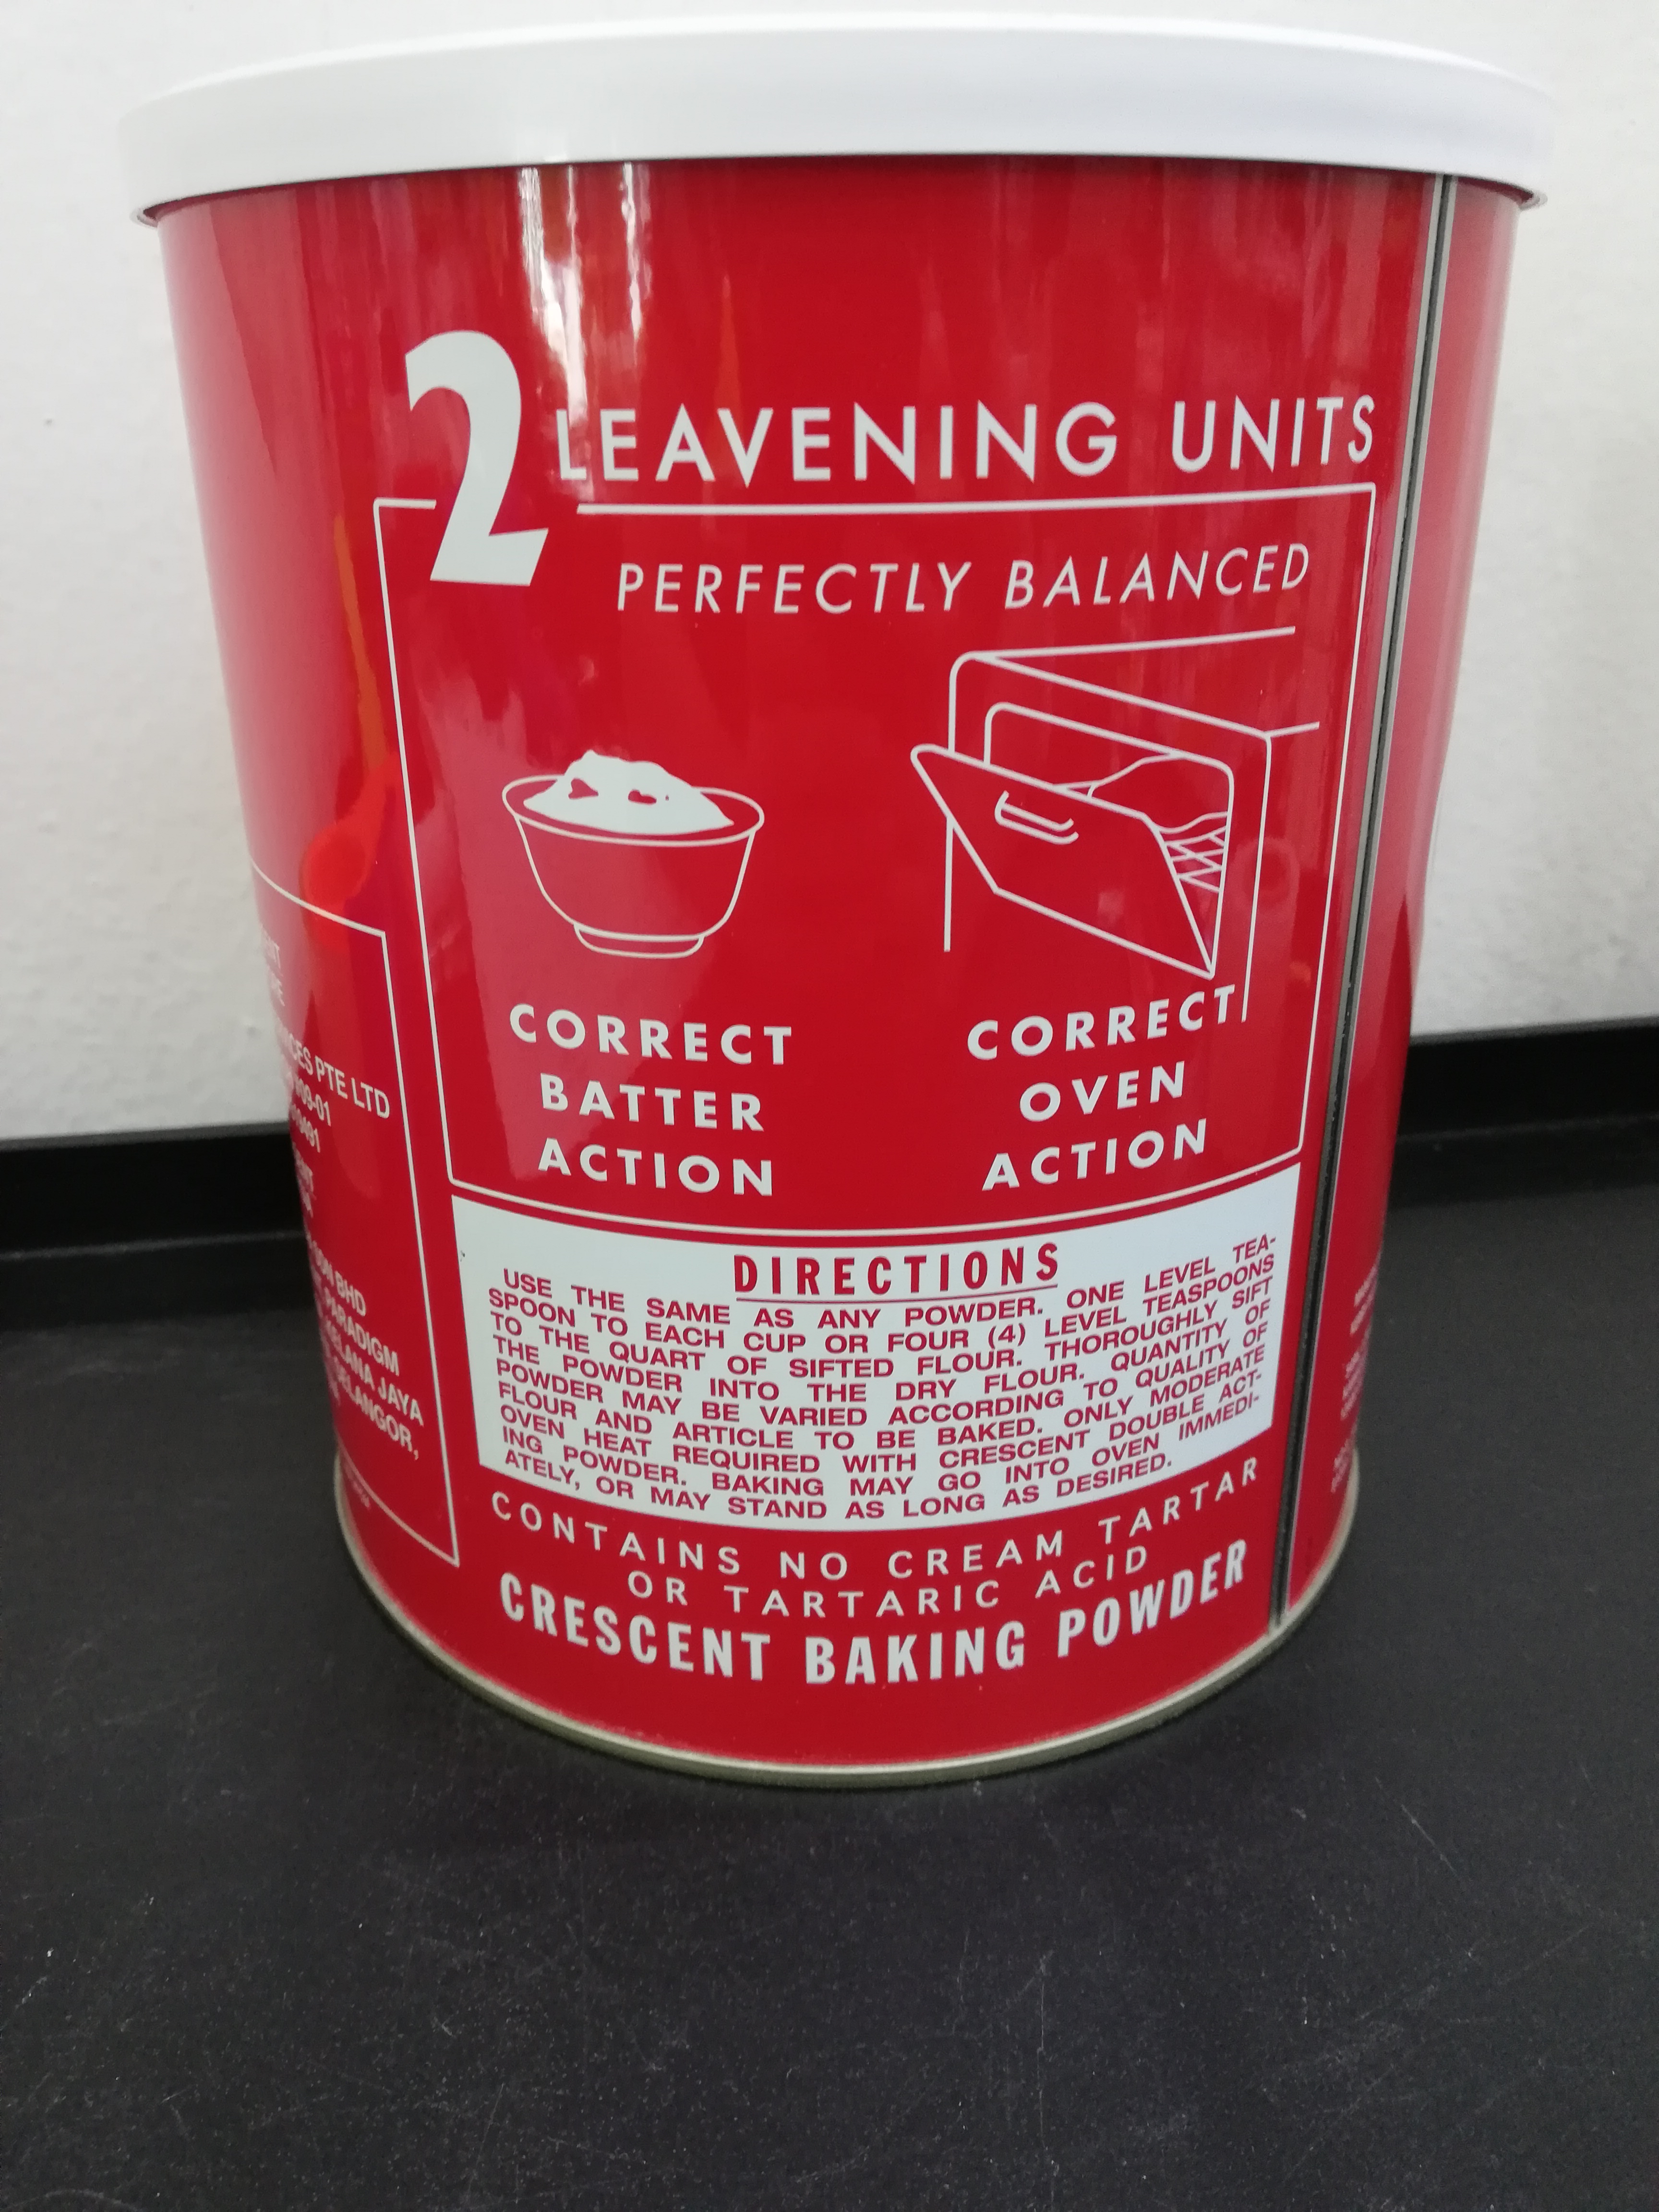 2 LEAVENING UNITS
PERFECTLY BALANCED
CORRECT
BATTER
ACTION
CORRECT
OVEN
ACTION
DIRECTIONS
USE THE SAME AS ANY POWDER. ONE LEVEL TEA-
SPOON TO EACH CUP OR FOUR (4) LEVEL TEASPOONS
TO THE QUART OF SIFTED FLOUR. THOROUGHLY SIFT
THE POWDER INTO THE DRY FLOUR. QUANTITY OF
POWDER MAY BE VARIED ACCORDING TO QUALITY OF
FLOUR AND ARTICLE TO BE BAKED. ONLY MODERATE
OVEN HEAT REQUIRED WITH CRESCENT DOUBLE ACT-
ING POWDER. BAKING MAY GO INTO OVEN IMMEDI-
ATELY, OR MAY STAND AS LONG AS DESIRED.
CONTAINS NO CREAM TARTAR
OR TARTARIC ACID
CRESCENT BAKING POWDER
PTE LTD
BHD
PARADIGM
JAYA
SELANGOR,